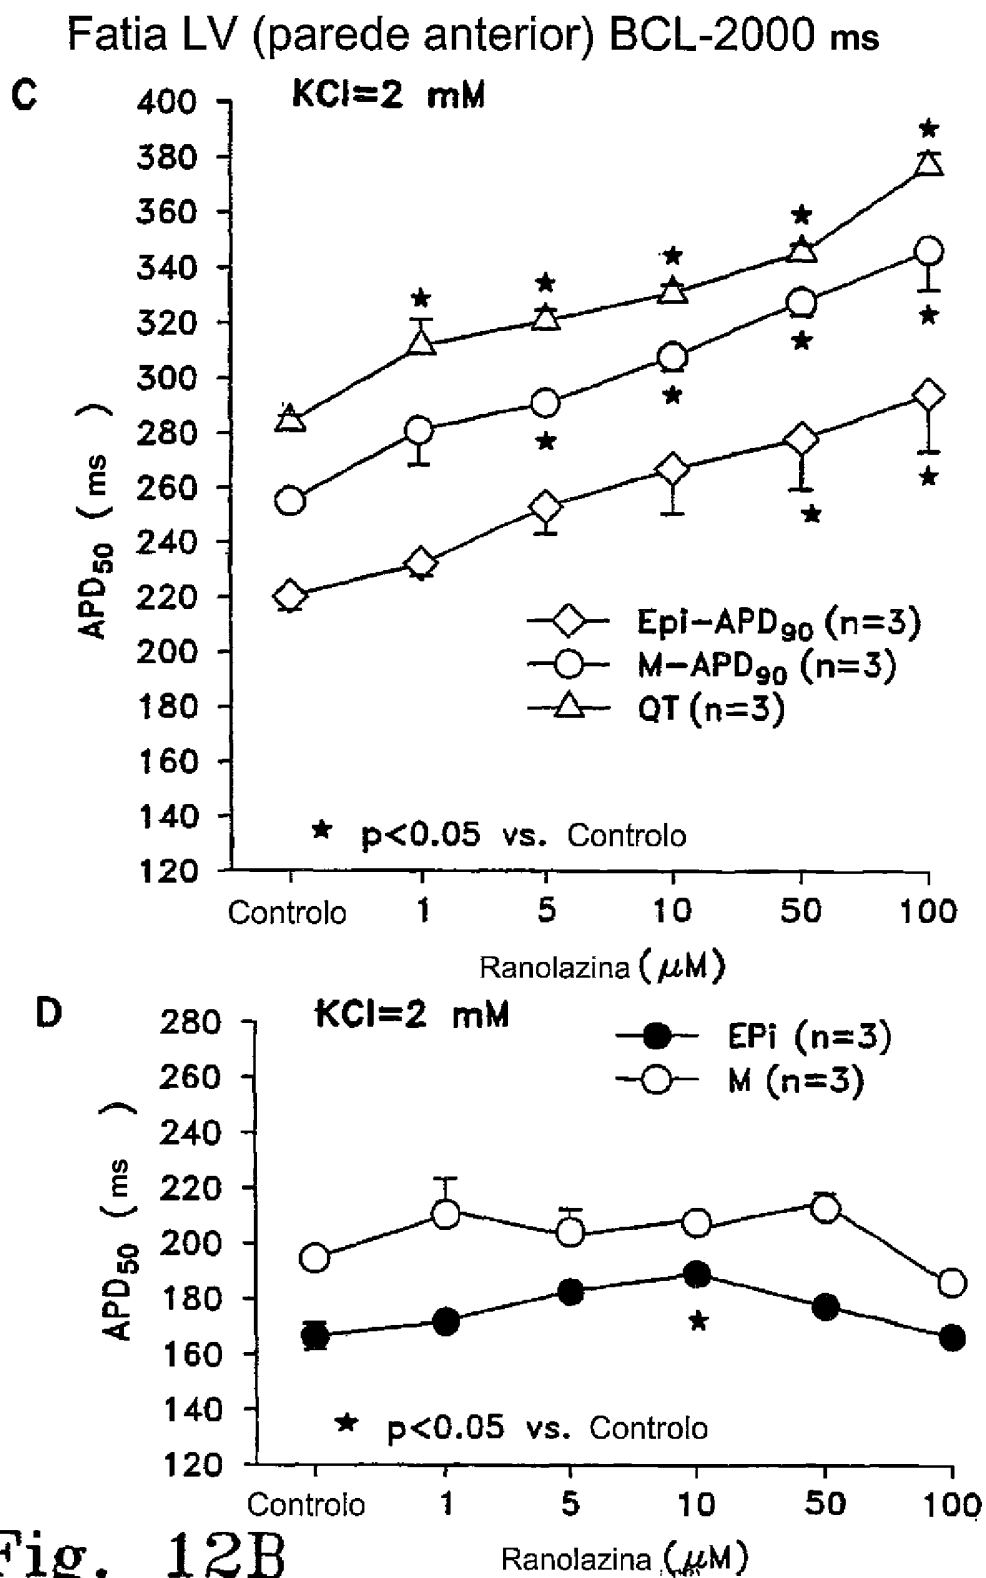 Fatia LV (parede anterior) BCL-2000 ms
C
KCl=2 mM
400
380
360
340
320
300
280
260
240
220
200
180
160
140
120
APD50 (ms)
Epi-APD90 (n=3)
M-APD90 (n=3)
QT (n=3)
★ p<0.05 vs. Controlo
Controlo 1 5 10 50 100
Ranolazina (μM)
D
KCl=2 mM
EPi (n=3)
M (n=3)
280
260
240
220
200
180
160
140
120
APD50 (ms)
★ p<0.05 vs. Controlo
Controlo 1 5 10 50 100
Ranolazina (μM)
Fig. 12B